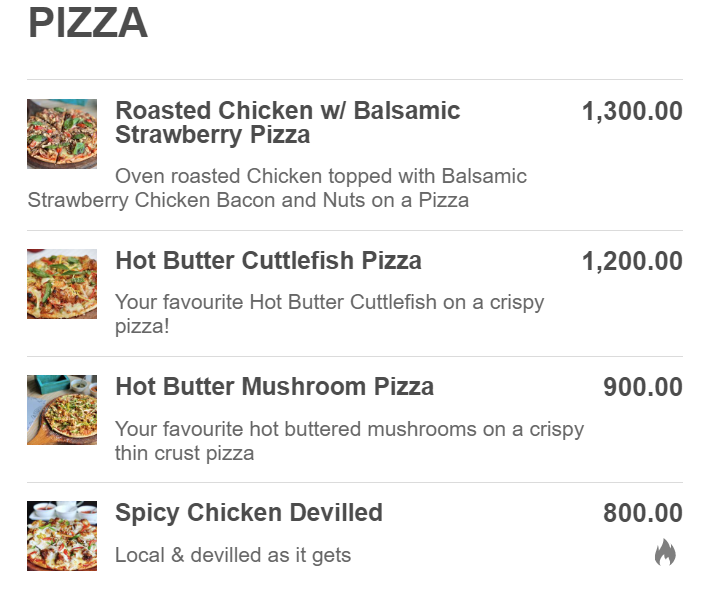 PIZZA
Roasted Chicken w/ Balsamic 1,300.00
Strawberry Pizza
Oven roasted Chicken topped with Balsamic
Strawberry Chicken Bacon and Nuts on a Pizza
Hot Butter Cuttlefish Pizza 1,200.00
Your favourite Hot Butter Cuttlefish on a crispy
pizza!
Hot Butter Mushroom Pizza 900.00
Your favourite hot buttered mushrooms on a crispy
thin crust pizza
Spicy Chicken Devilled 800.00
Local & devilled as it gets